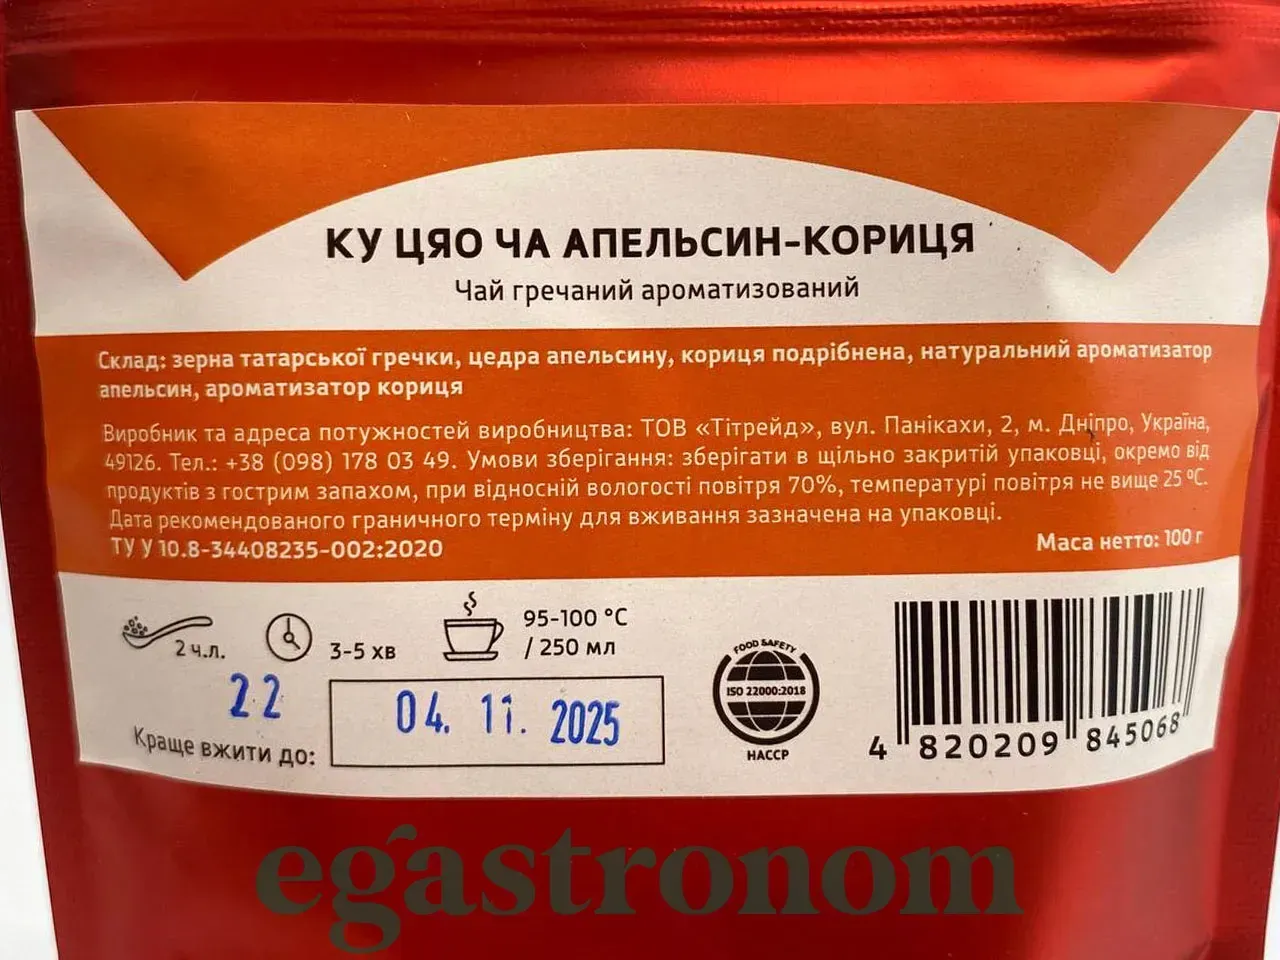 КУ ЦЯО ЧА АПЕЛЬСИН-КОРИЦЯ
Чай гречаний ароматизований
Склад: зерна татарської гречки, цедра апельсину, кориця подрібнена, натуральний ароматизатор
апельсин, ароматизатор кориця
Виробник та адреса потужностей виробництва: ТОВ «Тітрейд», вул. Панікахи, 2, м. Дніпро, Україна,
49126. Тел.: +38 (098) 178 03 49. Умови зберігання: зберігати в щільно закритій упаковці, окремо від
продуктів з гострим запахом, при відносній вологості повітря 70%, температурі повітря не вище 25 °C.
Дата рекомендованого граничного терміну для вживання зазначена на упаковці.
ТУ У 10.8-34408235-002:2020
Маса нетто: 100 г
2 ч.л.
3-5 хв
95-100 °C
/ 250 мл
22
Краще вжити до:
04. 11. 2025
FOOD SAFETY
ISO 22000:2018
HACCP
4 820209 845068
egastronom